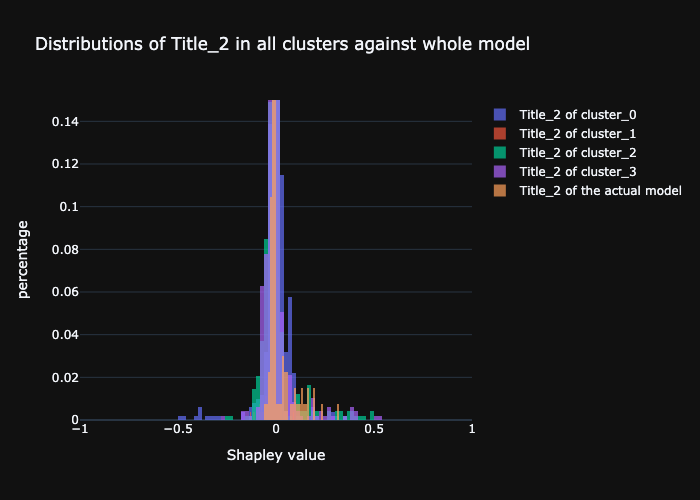 Distributions of Title_2 in all clusters against whole model
Title_2 of cluster_0
Title_2 of cluster_1
Title_2 of cluster_2
Title_2 of cluster_3
Title_2 of the actual model
percentage
0.14
0.12
0.1
0.08
0.06
0.04
0.02
0
−1
−0.5
0
0.5
1
Shapley value